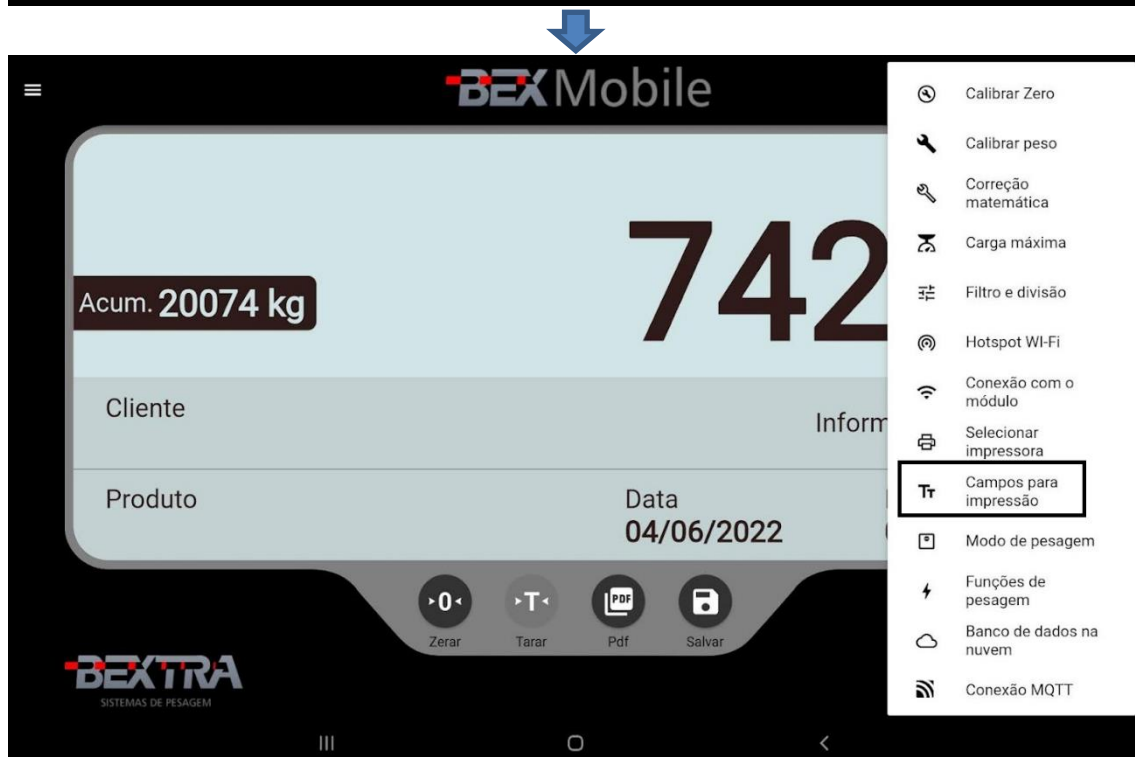 BEX Mobile
742
Acum. 20074 kg
Cliente
Inform
Produto
Data
04/06/2022
Zerar
Tarar
PDF
Pdf
Salvar
BEXTRA
SISTEMAS DE PESAGEM
Calibrar Zero
Calibrar peso
Correção
matemática
Carga máxima
Filtro e divisão
Hotspot WI-Fi
Conexão com o
módulo
Selecionar
impressora
Campos para
impressão
Modo de pesagem
Funções de
pesagem
Banco de dados na
nuvem
Conexão MQTT